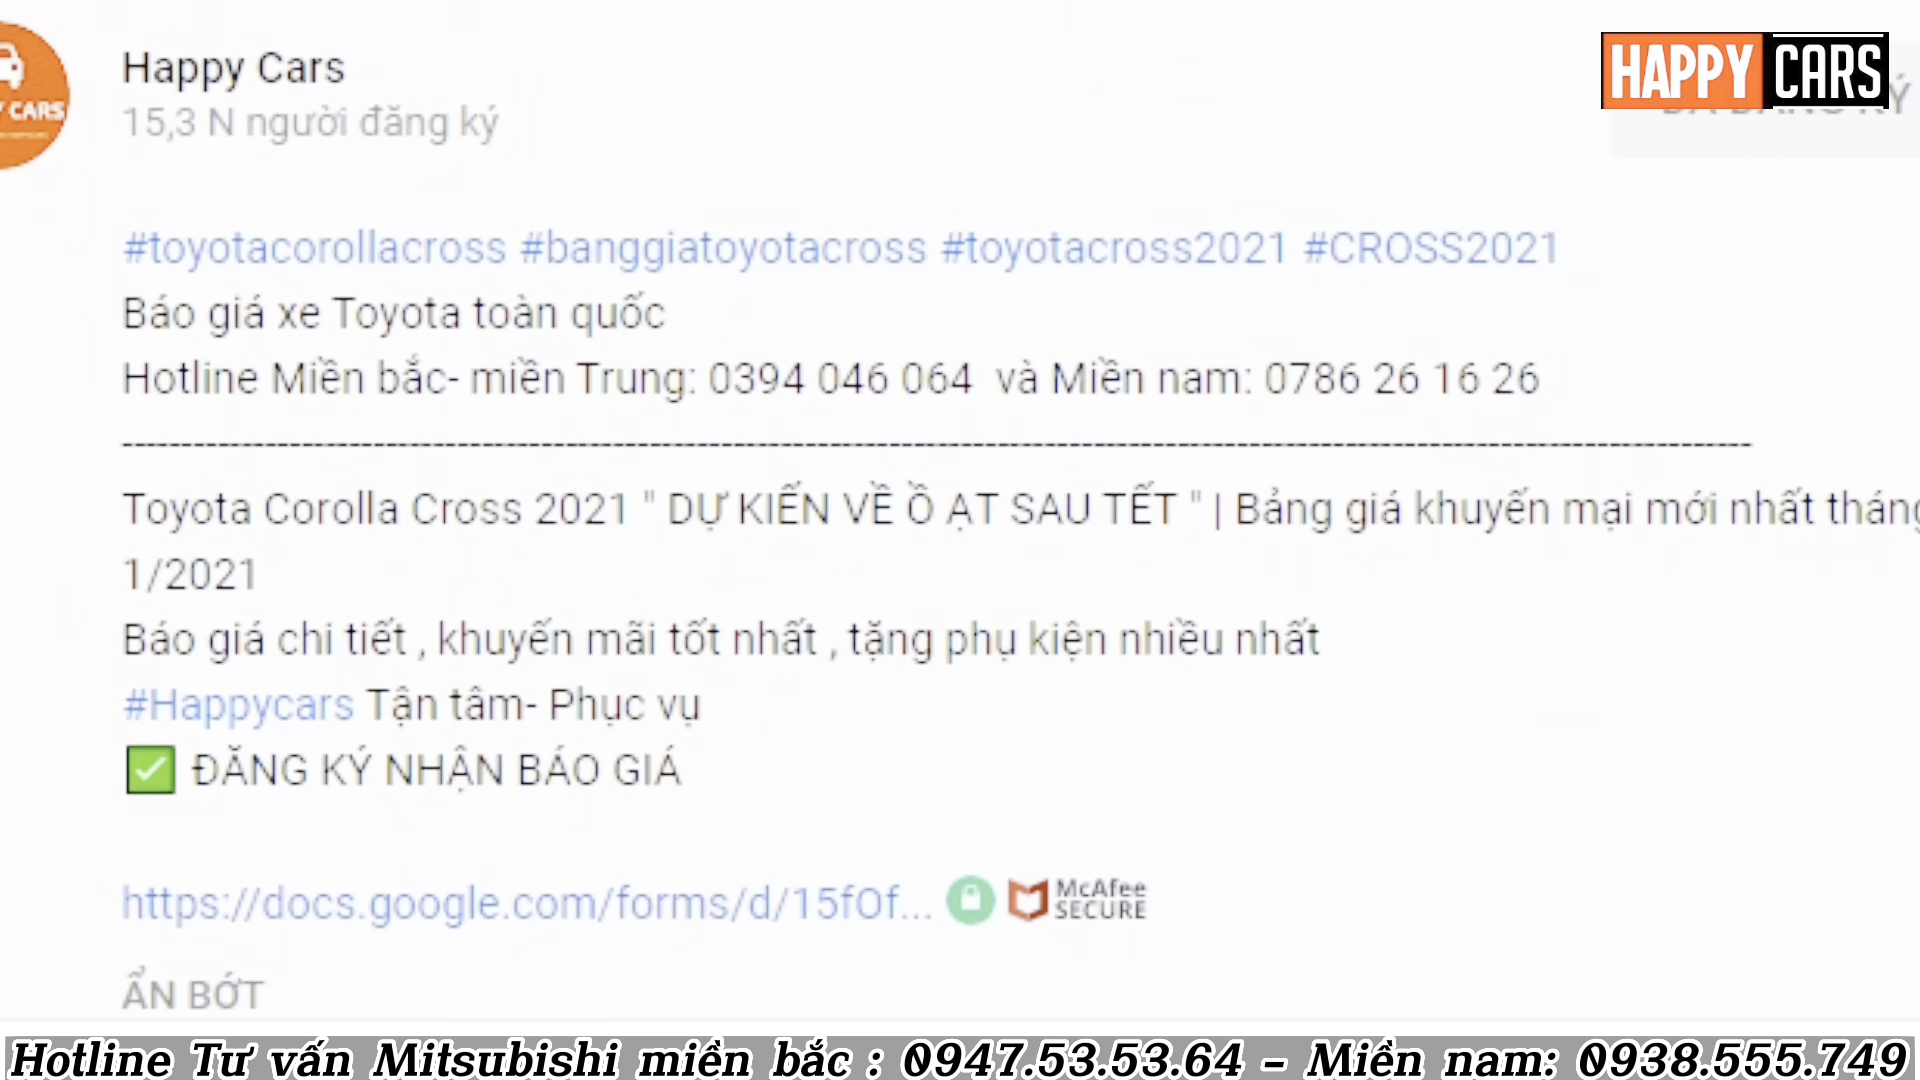 Happy Cars
HAPPY CARS
15,3 N người đăng ký
CARS
#toyotacorollacross #banggiatoyotacross #toyotacross2021 #CROSS2021
Báo giá xe Toyota toàn quốc
Hotline Miền bắc- miền Trung: 0394 046 064 và Miền nam: 0786 26 16 26
--------------------------------------------------------------------------------
Toyota Corolla Cross 2021 " DỰ KIẾN VỀ Ồ ẠT SAU TẾT " | Bảng giá khuyến mại mới nhất tháng
1/2021
Báo giá chi tiết , khuyến mãi tốt nhất , tặng phụ kiện nhiều nhất
#Happycars Tận tâm- Phục vụ
✅ ĐĂNG KÝ NHẬN BÁO GIÁ
https://docs.google.com/forms/d/15fOf... McAfee SECURE
ẨN BỚT
Hotline Tư vấn Mitsubishi miền bắc : 0947.53.53.64 – Miền nam: 0938.555.749